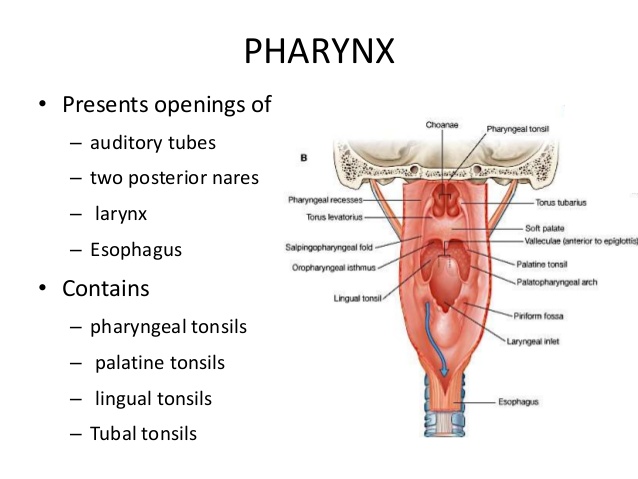 PHARYNX
• Presents openings of
– auditory tubes
– two posterior nares
– larynx
– Esophagus
• Contains
– pharyngeal tonsils
– palatine tonsils
– lingual tonsils
– Tubal tonsils
B
Choanae
Pharyngeal tonsil
Pharyngeal recesses
Torus levatorius
Salpingopharyngeal fold
Oropharyngeal isthmus
Lingual tonsil
Torus tubarius
Soft palate
Valleculae (anterior to epiglottis)
Palatine tonsil
Palatopharyngeal arch
Piriform fossa
Laryngeal inlet
Esophagus